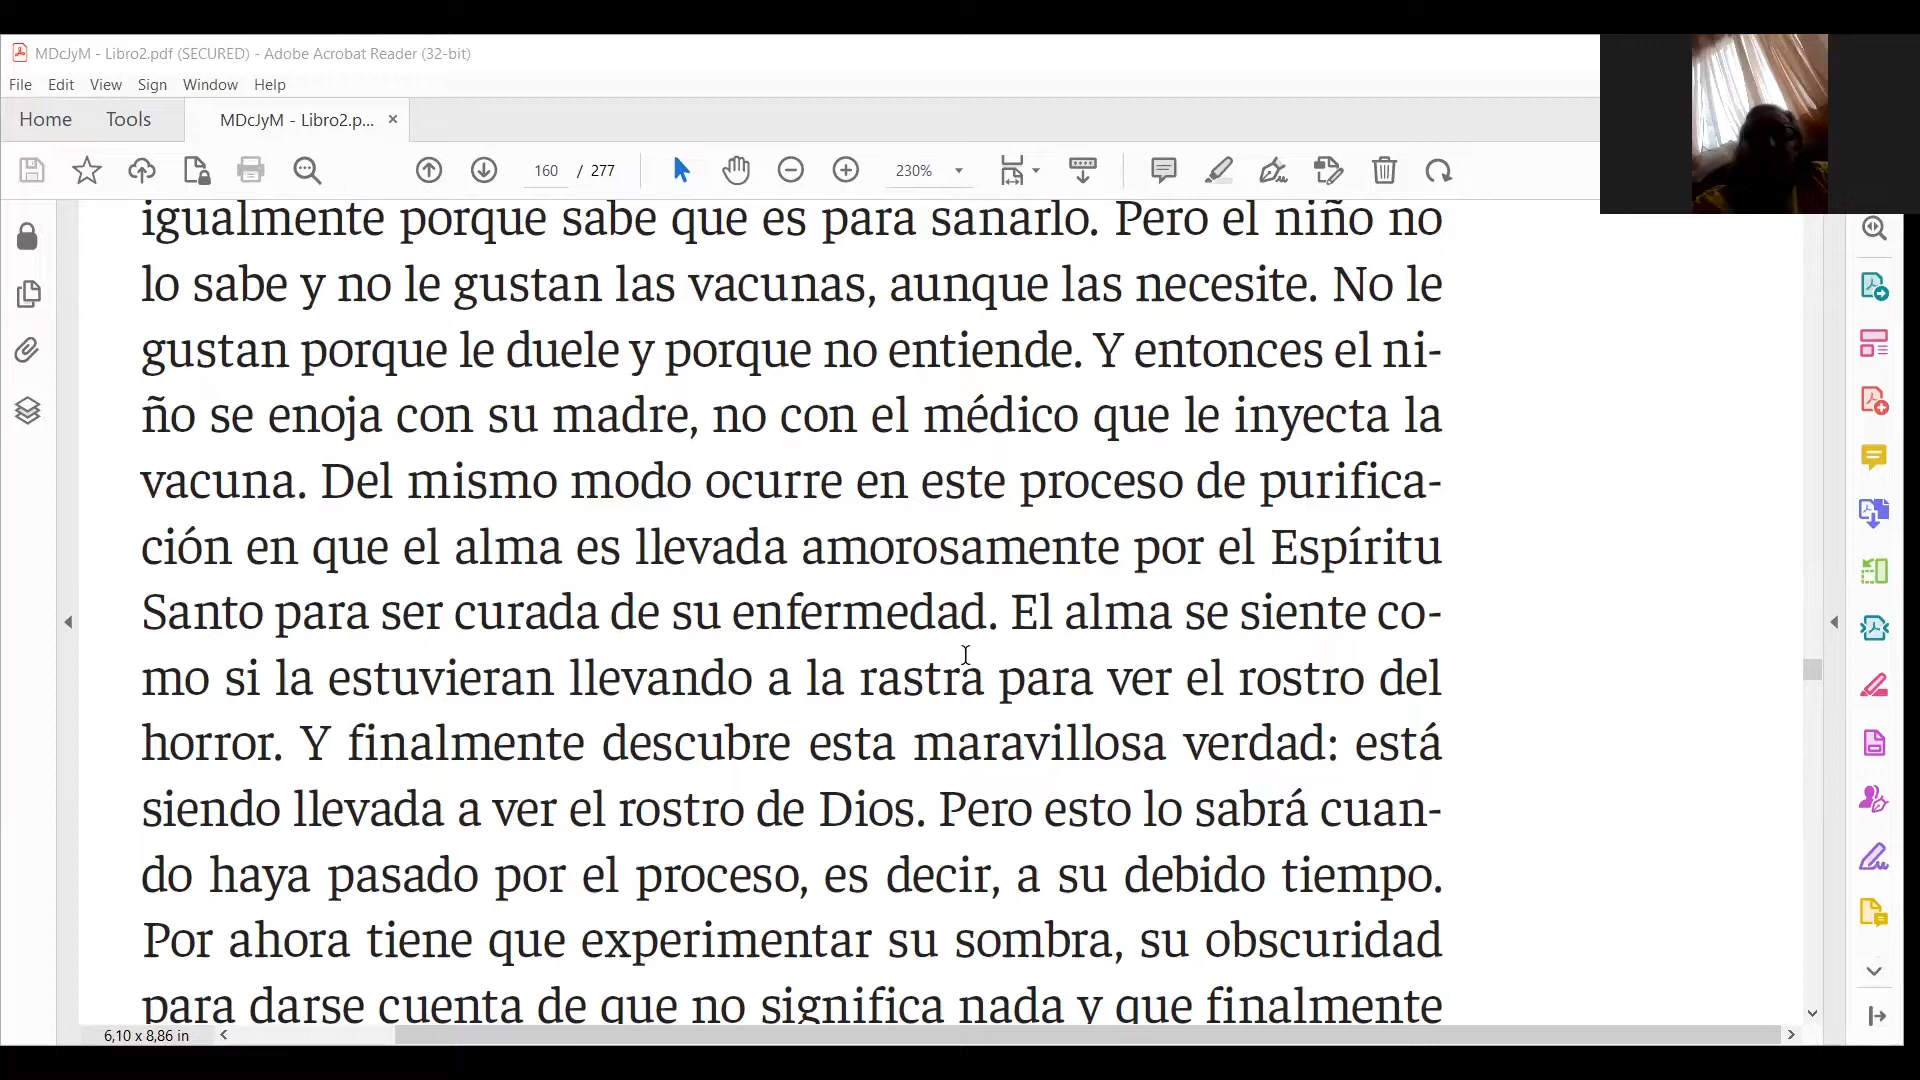 MDcJyM - Libro2.pdf (SECURED) - Adobe Acrobat Reader (32-bit)
File Edit View Sign Window Help
Home Tools MDcJyM - Libro2.p... ×
160 / 277 230%
igualmente porque sabe que es para sanarlo. Pero el niño no
lo sabe y no le gustan las vacunas, aunque las necesite. No le
gustan porque le duele y porque no entiende. Y entonces el ni-
ño se enoja con su madre, no con el médico que le inyecta la
vacuna. Del mismo modo ocurre en este proceso de purifica-
ción en que el alma es llevada amorosamente por el Espíritu
Santo para ser curada de su enfermedad. El alma se siente co-
mo si la estuvieran llevando a la rastra para ver el rostro del
horror. Y finalmente descubre esta maravillosa verdad: está
siendo llevada a ver el rostro de Dios. Pero esto lo sabrá cuan-
do haya pasado por el proceso, es decir, a su debido tiempo.
Por ahora tiene que experimentar su sombra, su obscuridad
para darse cuenta de que no significa nada y que finalmente
6,10 x 8,86 in